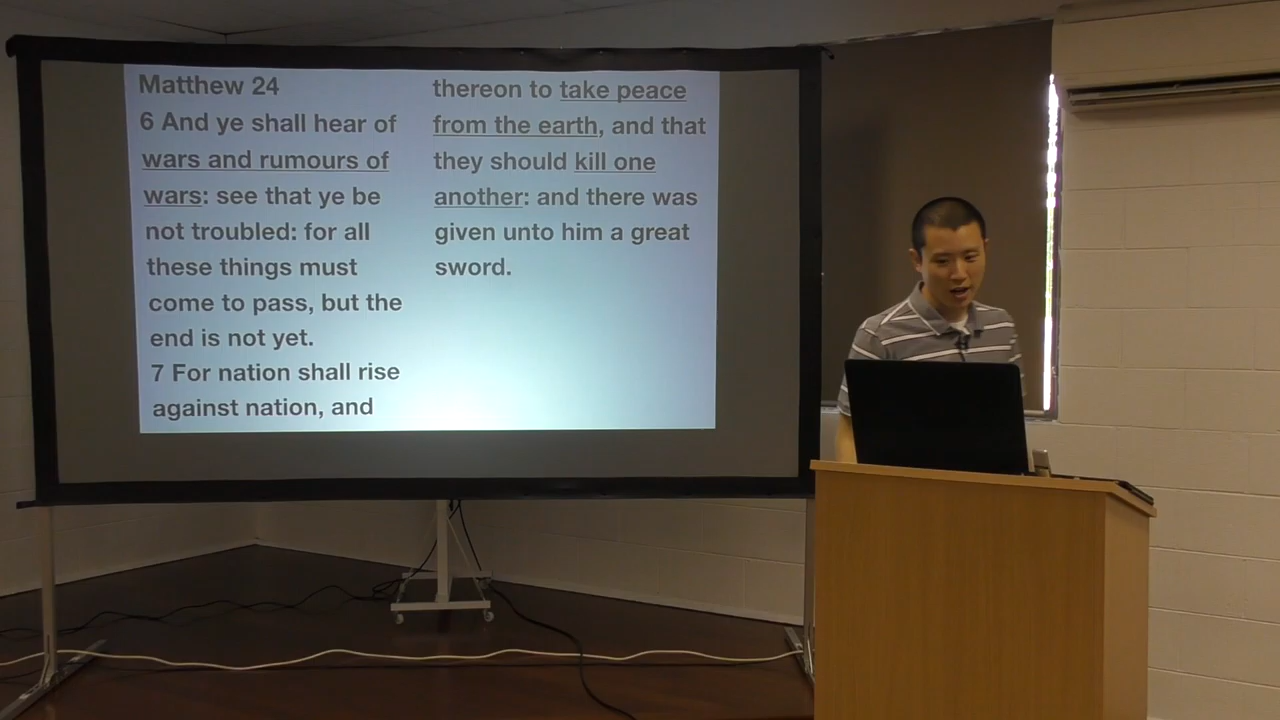 Matthew 24
6 And ye shall hear of
wars and rumours of
wars: see that ye be
not troubled: for all
these things must
come to pass, but the
end is not yet.
7 For nation shall rise
against nation, and
thereon to take peace
from the earth, and that
they should kill one
another: and there was
given unto him a great
sword.